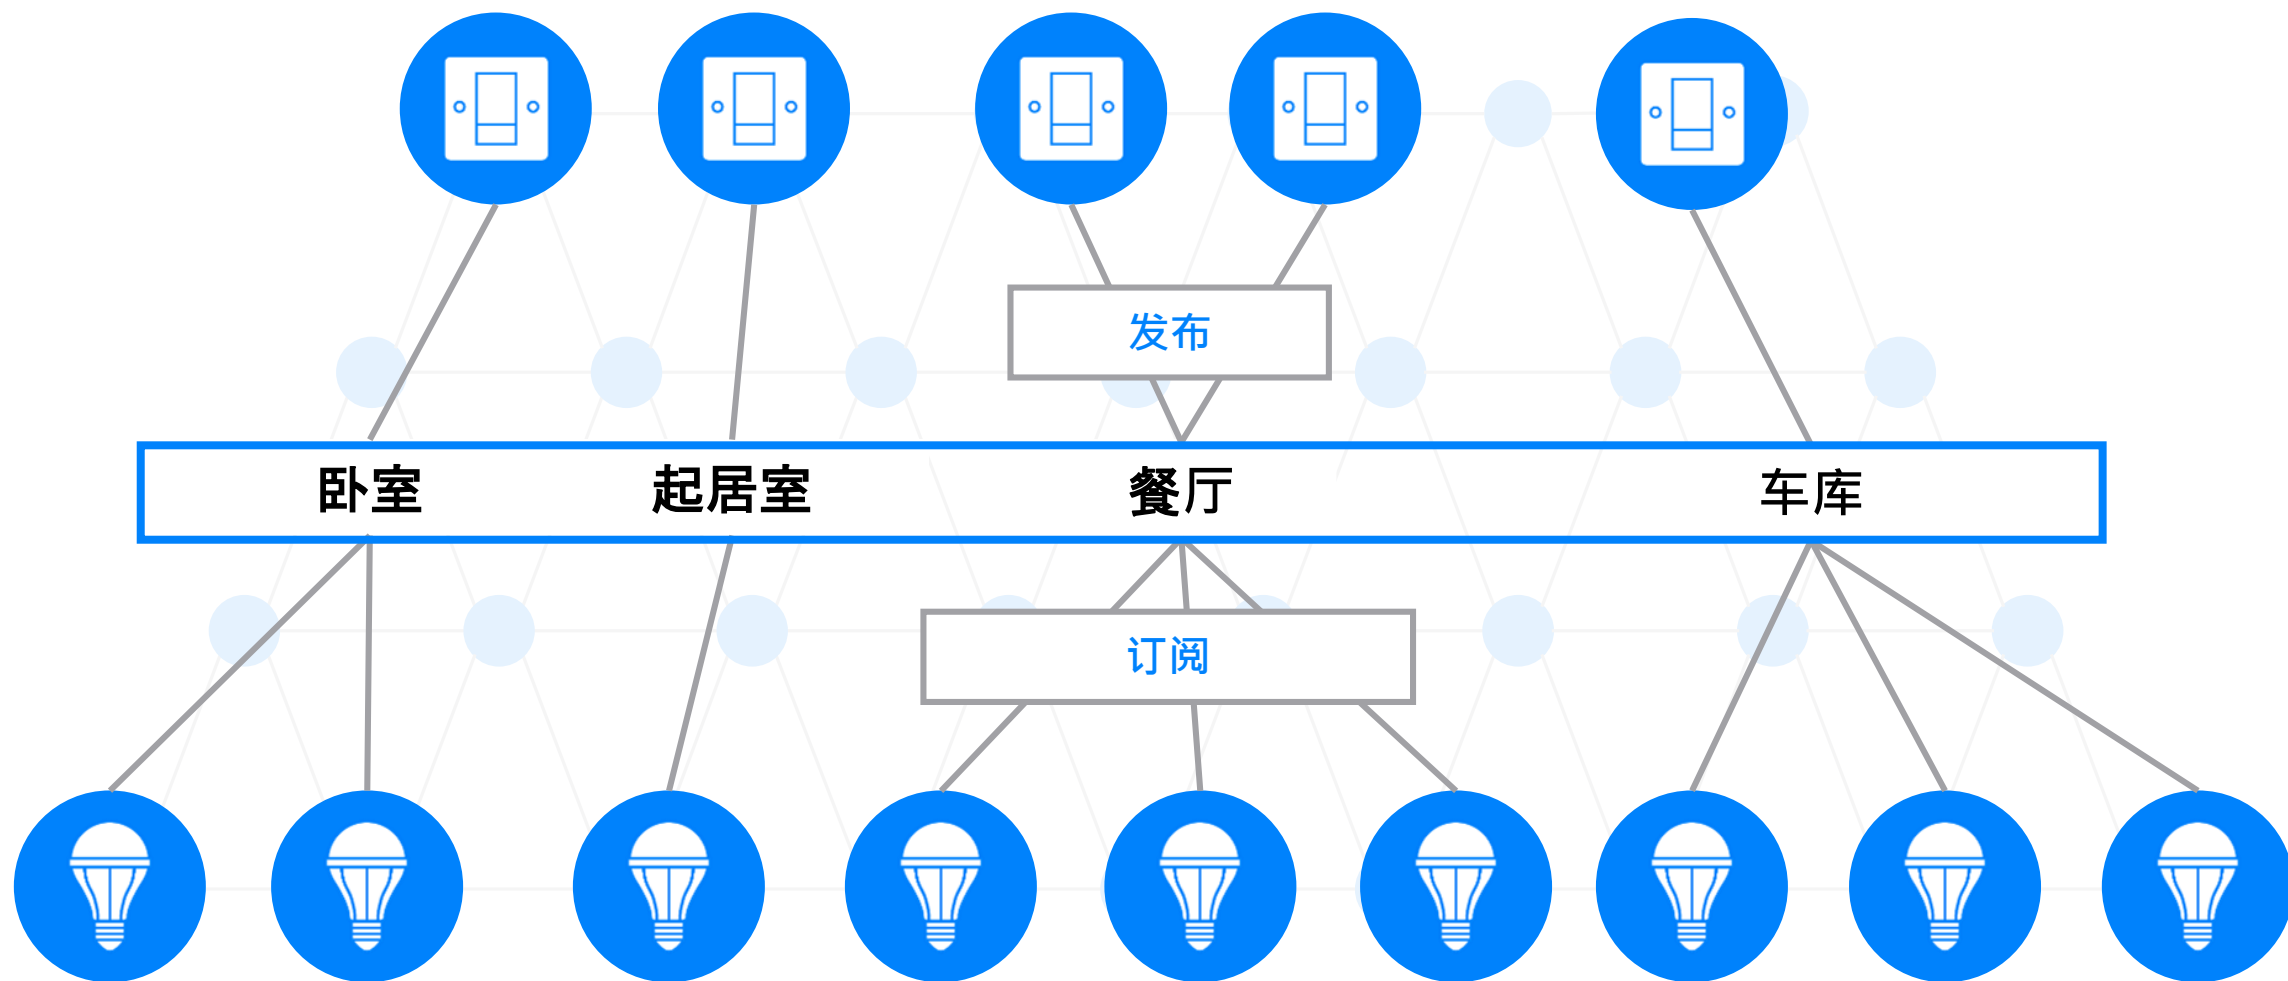 发布
卧室 起居室 餐厅 车库
订阅